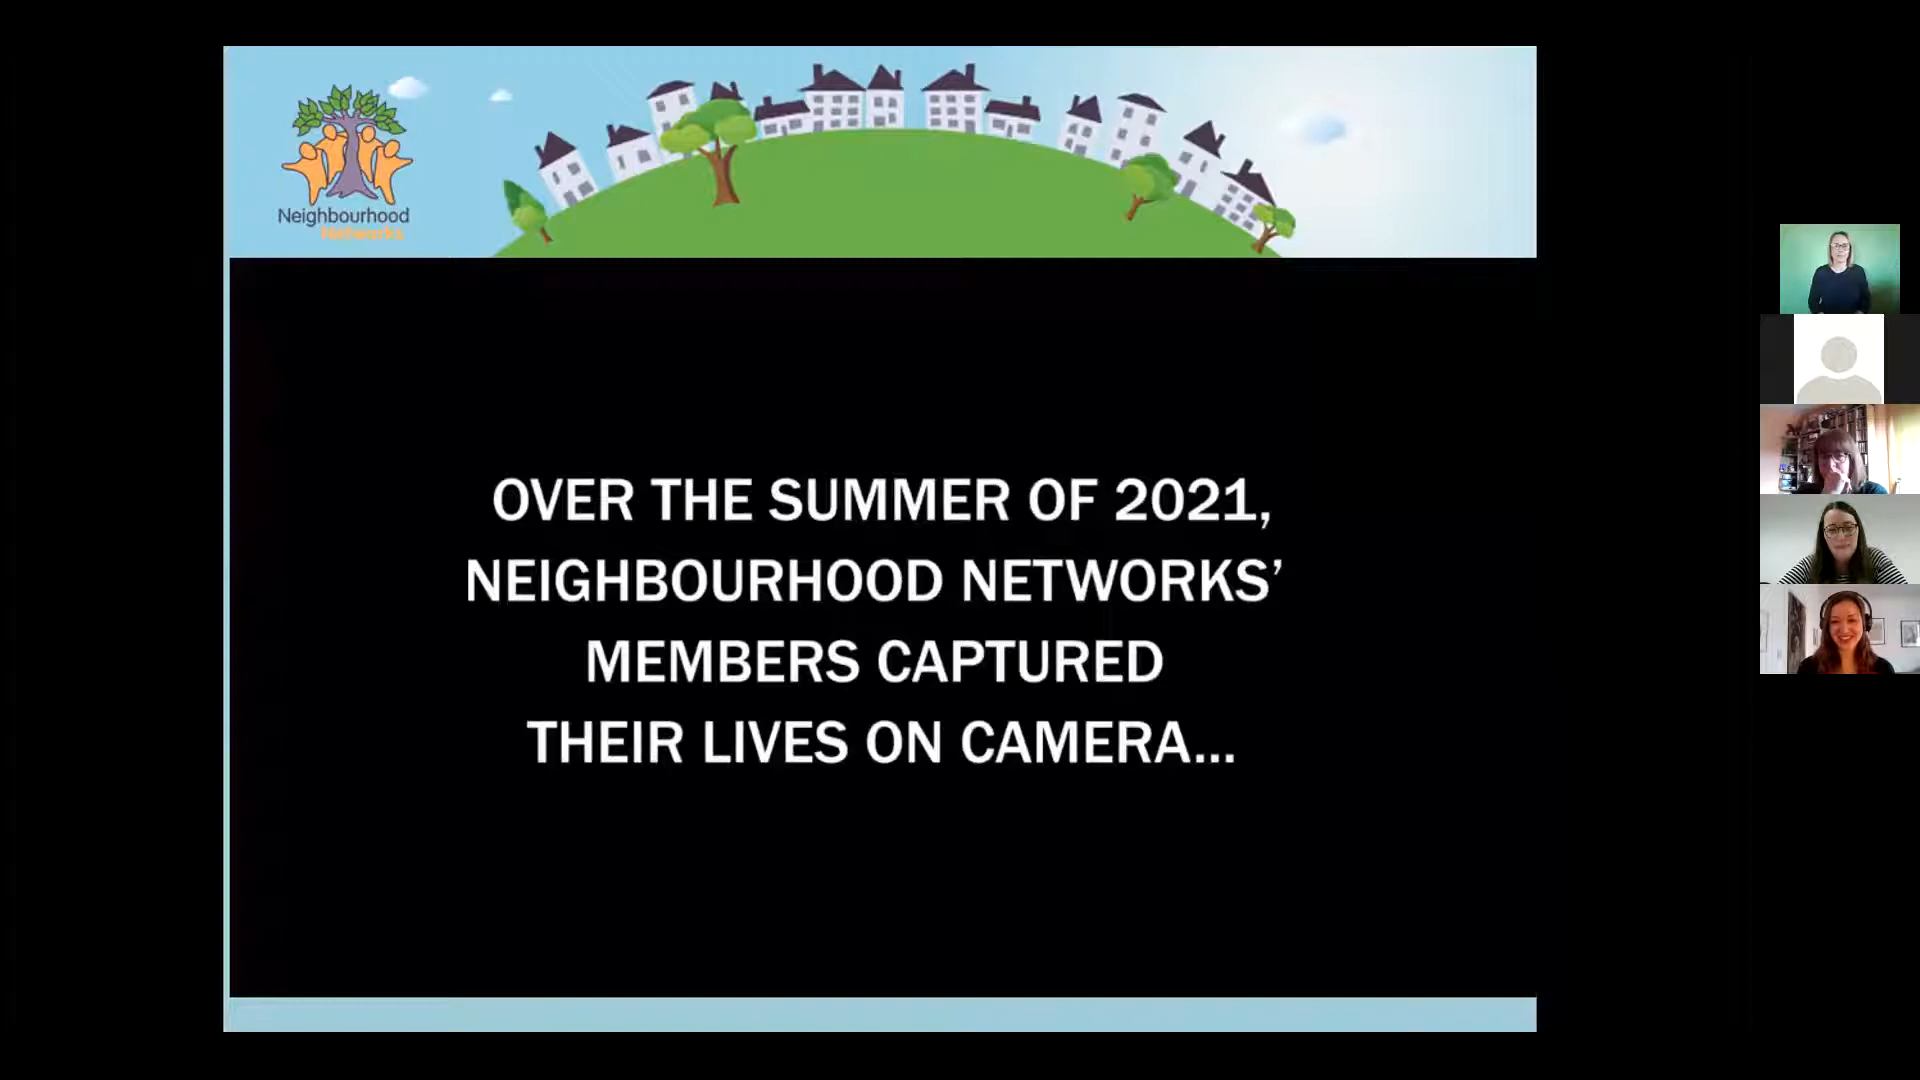 Neighbourhood
Networks
OVER THE SUMMER OF 2021,
NEIGHBOURHOOD NETWORKS’
MEMBERS CAPTURED
THEIR LIVES ON CAMERA...